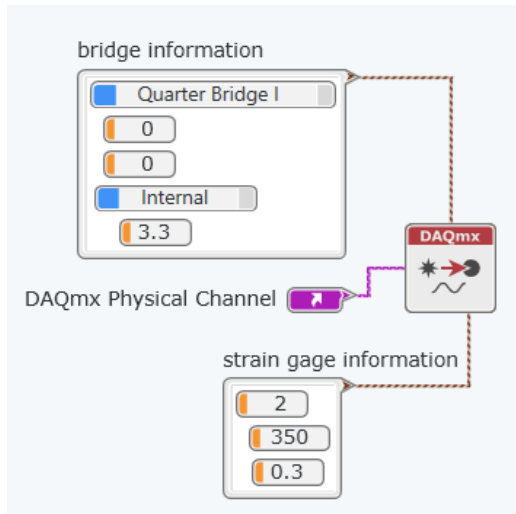 bridge information
Quarter Bridge I
0
0
Internal
3.3
DAQmx
DAQmx Physical Channel
strain gage information
2
350
0.3